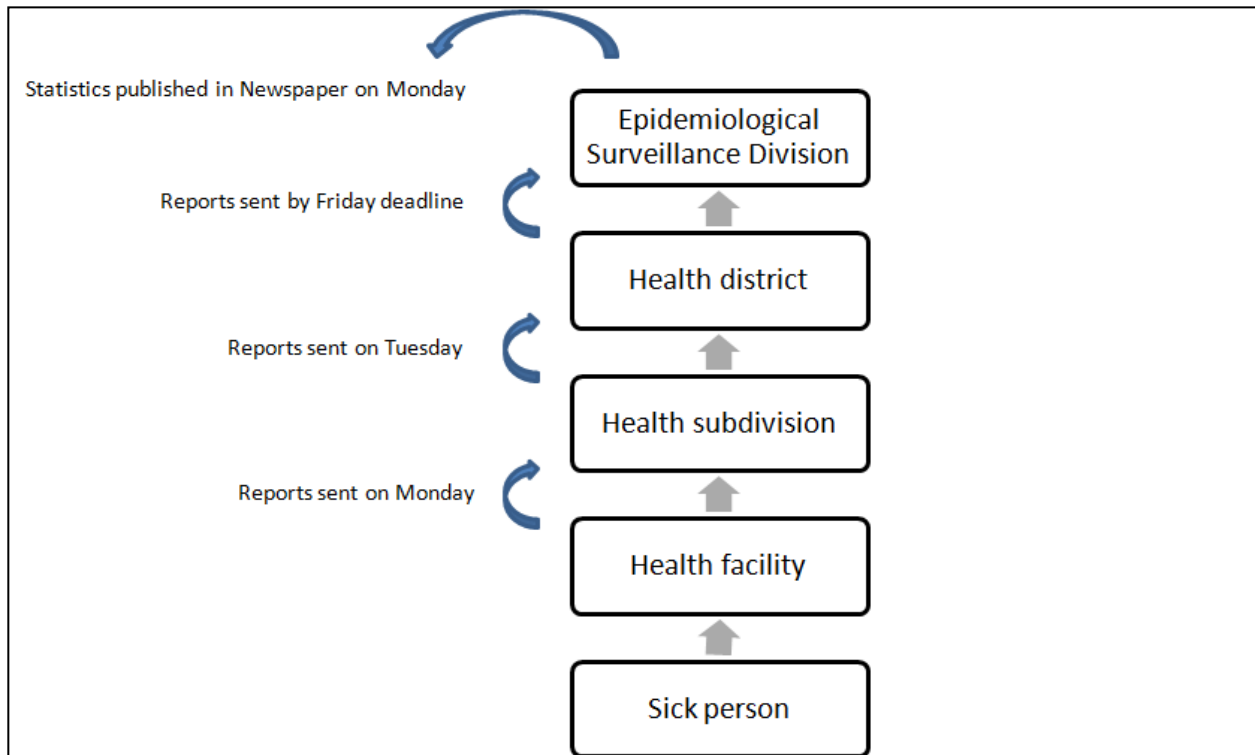 Statistics published in Newspaper on Monday
Epidemiological
Surveillance Division
Reports sent by Friday deadline
Health district
Reports sent on Tuesday
Health subdivision
Reports sent on Monday
Health facility
Sick person